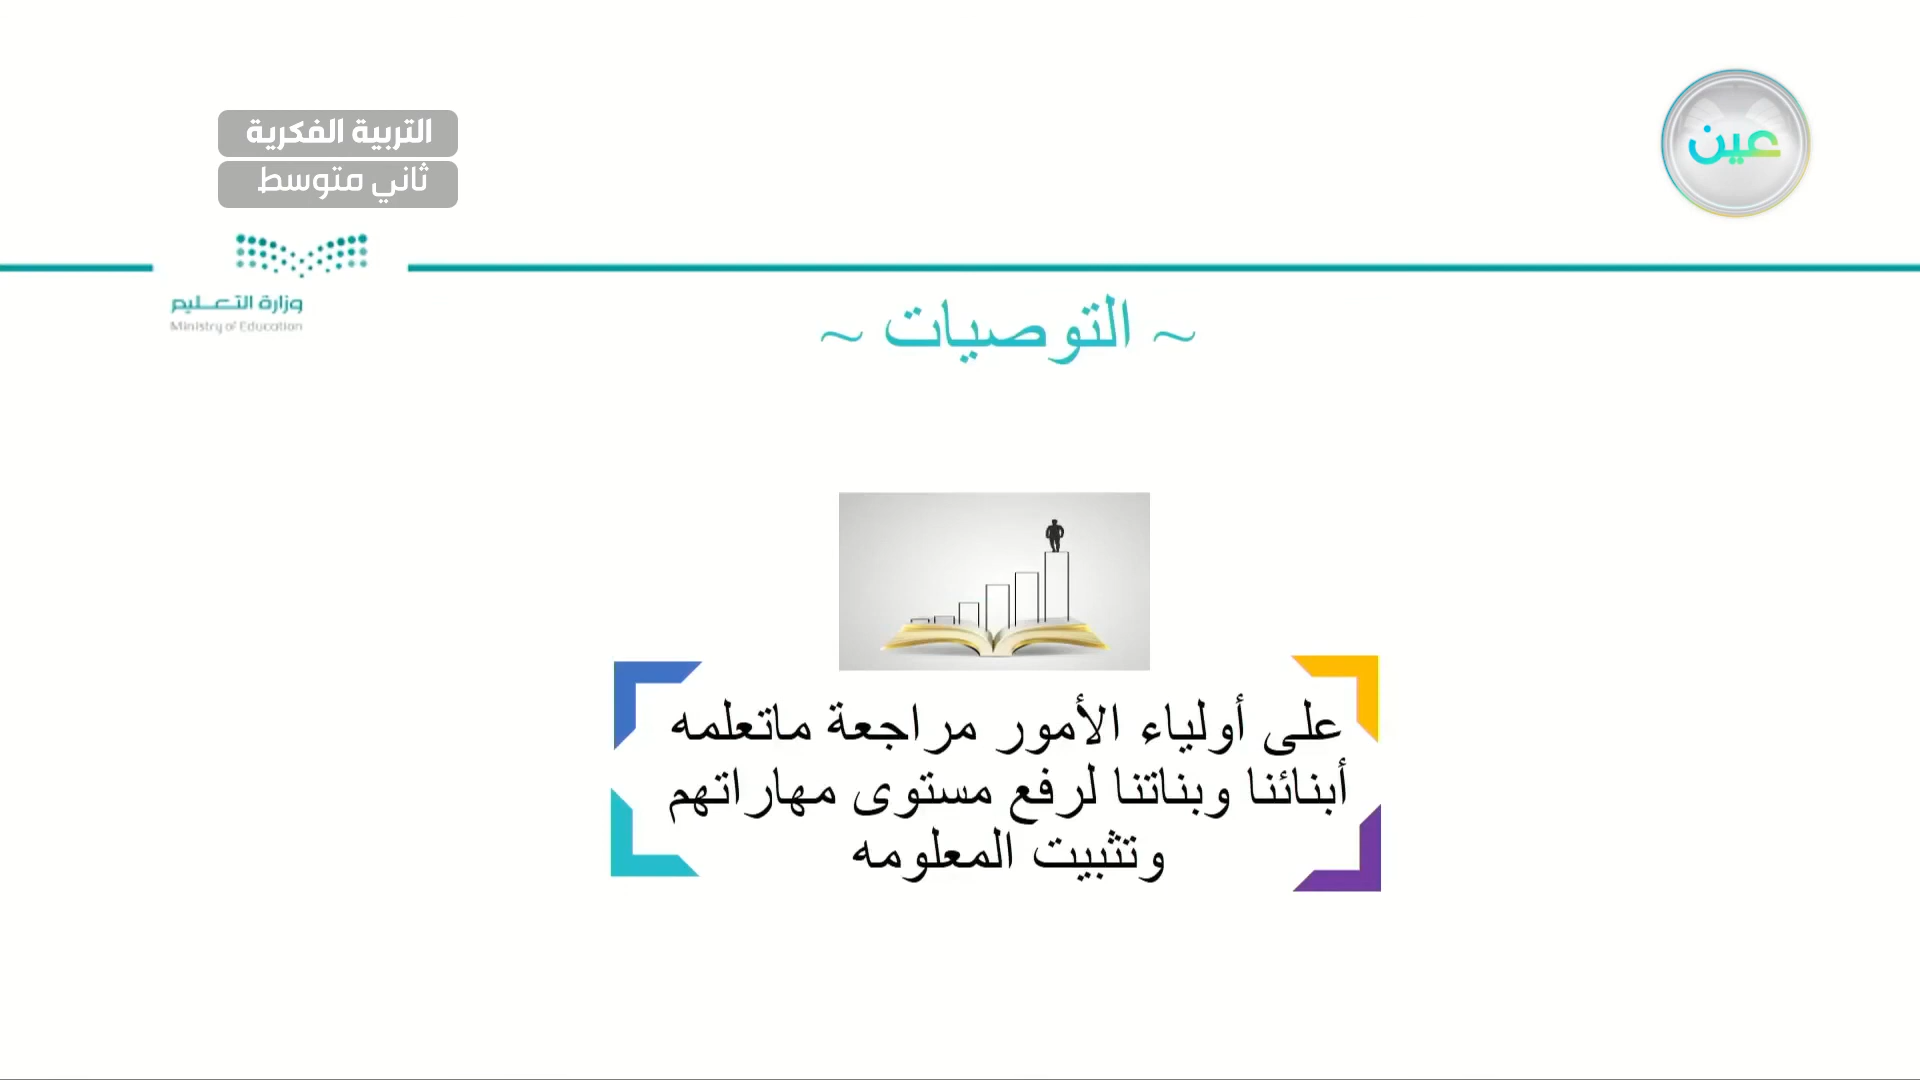 التربية الفكرية
ثاني متوسط
عين
وزارة التعليم
Ministry of Education
~ التوصيات ~
على أولياء الأمور مراجعة ماتعلمه
أبنائنا وبناتنا لرفع مستوى مهاراتهم
وتثبيت المعلومه